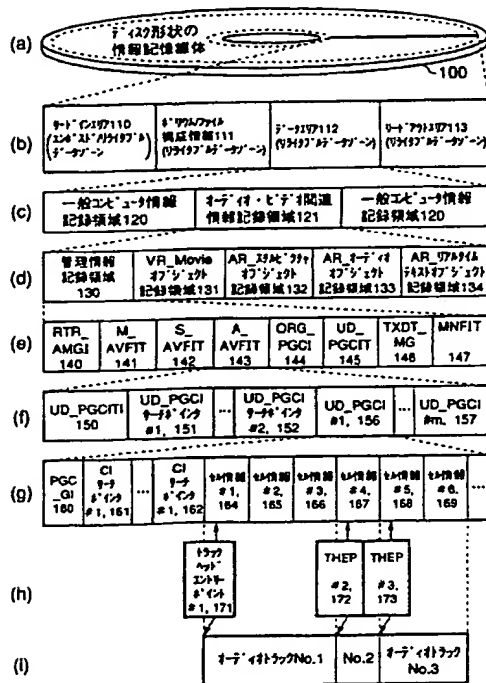 (a)
ディスク形状の
情報記憶媒体
100
(b)
リードインエリア110
(エンボスド/リライタブル
データゾーン)
ボリウム/ファイル
構成情報111
(リライタブルデータゾーン)
データエリア112
(リライタブルデータゾーン)
リードアウトエリア113
(リライタブルデータゾーン)
(c)
一般コンピュータ情報
記録領域120
オーディオ・ビデオ関連
情報記録領域121
一般コンピュータ情報
記録領域120
(d)
管理情報
記録領域
130
VR_Movie
オブジェクト
記録領域131
AR_スチルピクチャ
オブジェクト
記録領域132
AR_オーディオ
オブジェクト
記録領域133
AR_リアルタイム
テキストオブジェクト
記録領域134
(e)
RTR_
AMGI
140
M_
AVFIT
141
S_
AVFIT
142
A_
AVFIT
143
ORG_
PGCI
144
UD_
PGCIT
145
TXDT_
MG
146
MNFIT
147
(f)
UD_PGCITI
150
UD_PGCI
サーチポインタ
#1, 151
…
UD_PGCI
サーチポインタ
#2, 152
UD_PGCI
#1, 156
…
UD_PGCI
#m, 157
(g)
PGC
_GI
160
CI
サーチ
ポインタ
#1, 161
…
CI
サーチ
ポインタ
#1, 162
セル情報
#1,
164
セル情報
#2,
165
セル情報
#3,
166
セル情報
#4,
167
セル情報
#5,
168
セル情報
#6,
169
…
(h)
トラック
ヘッド
エントリー
ポイント
#1, 171
THEP
#2,
172
THEP
#3,
173
(i)
オーディオトラックNo.1
No.2
オーディオトラック
No.3